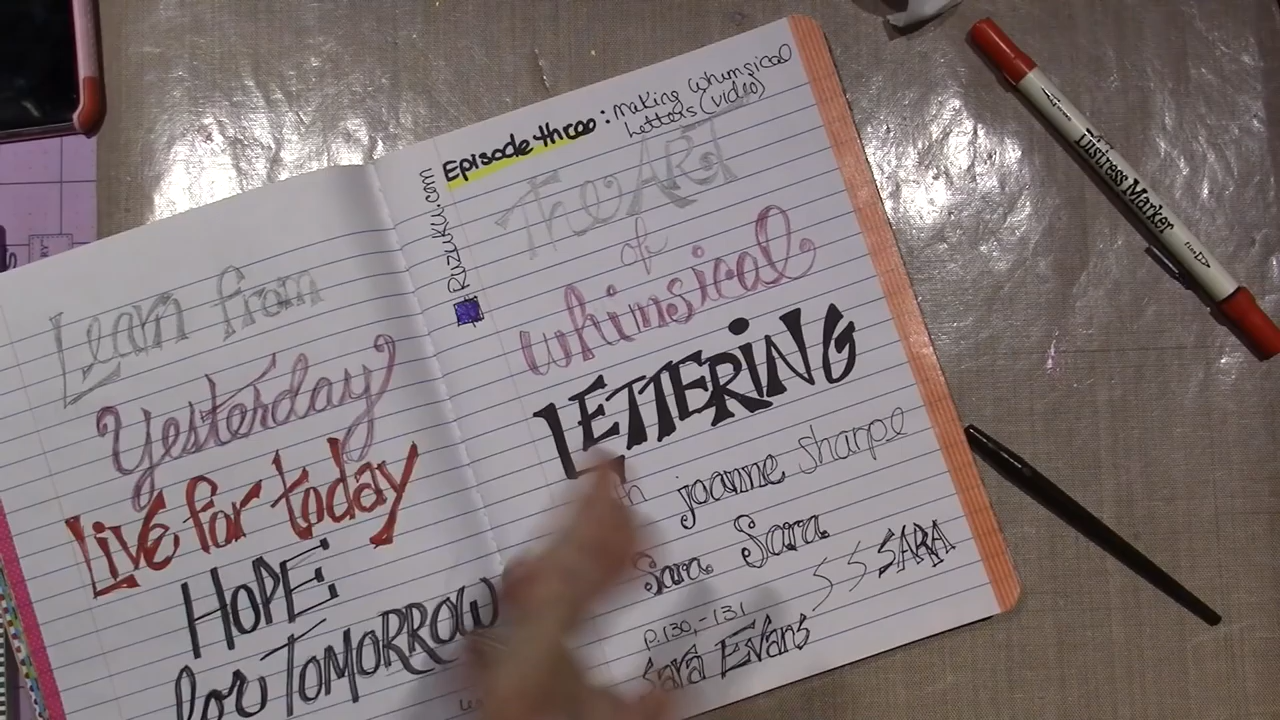 Learn from
Yesterday
Live for today
HOPE
for TOMORROW
Ruzuku.com
Episode three: making whimsical
Letters (video)
The ART
of
whimsical
LETTERING
joanne Sharpe
Sara Sara
S S SARA
p. 130, - 131
Sara Evans
Distress Marker